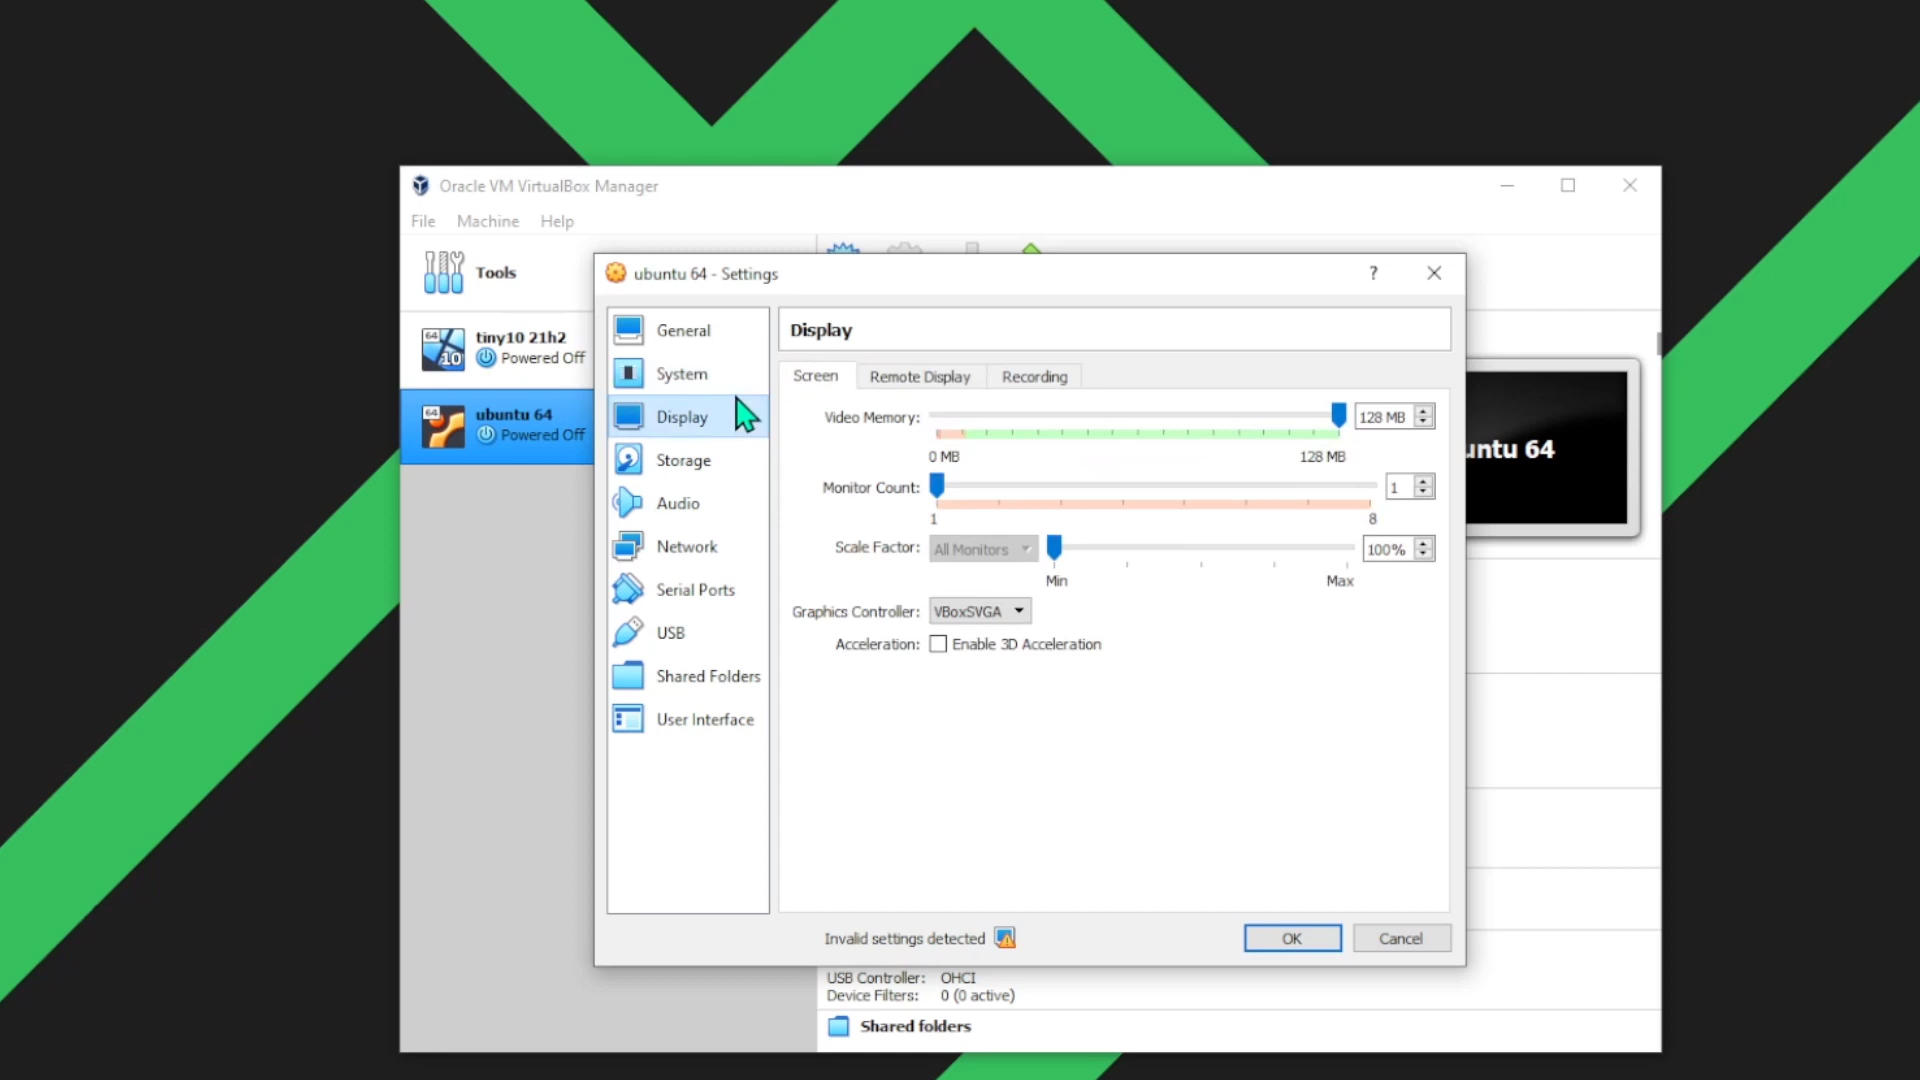 Oracle VM VirtualBox Manager
File Machine Help
Tools
ubuntu 64 - Settings
?
64
10
tiny10 21h2
Powered Off
64
ubuntu 64
Powered Off
General
System
Display
Storage
Audio
Network
Serial Ports
USB
Shared Folders
User Interface
Display
Screen Remote Display Recording
Video Memory: 128 MB
0 MB 128 MB
Monitor Count: 1
1 8
Scale Factor: All Monitors 100%
Min Max
Graphics Controller: VBoxSVGA
Acceleration: Enable 3D Acceleration
untu 64
Invalid settings detected
OK Cancel
USB Controller: OHCI
Device Filters: 0 (0 active)
Shared folders